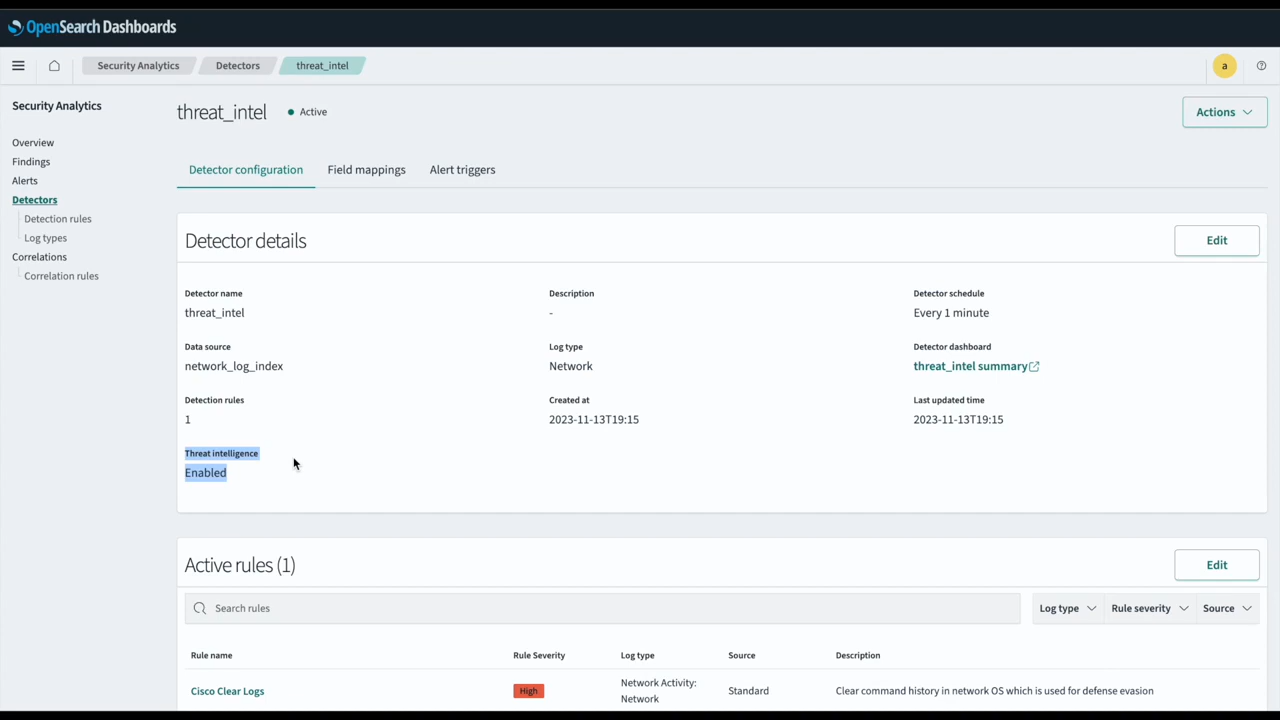 OpenSearch Dashboards
Security Analytics
Detectors
threat_intel
a
Security Analytics
Overview
Findings
Alerts
Detectors
Detection rules
Log types
Correlations
Correlation rules
threat_intel
Active
Actions
Detector configuration
Field mappings
Alert triggers
Detector details
Edit
Detector name
Description
Detector schedule
threat_intel
-
Every 1 minute
Data source
Log type
Detector dashboard
network_log_index
Network
threat_intel summary
Detection rules
Created at
Last updated time
1
2023-11-13T19:15
2023-11-13T19:15
Threat intelligence
Enabled
Active rules (1)
Edit
Search rules
Log type
Rule severity
Source
Rule name
Rule Severity
Log type
Source
Description
Cisco Clear Logs
High
Network Activity:
Network
Standard
Clear command history in network OS which is used for defense evasion